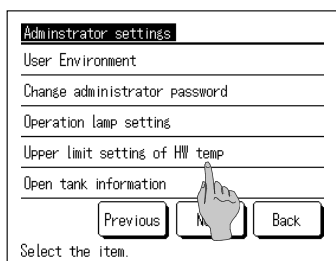 Adminstrator settings
User Environment
Change administrator password
Operation lamp setting
Upper limit setting of HW temp
Open tank information
Previous Back
Select the item.